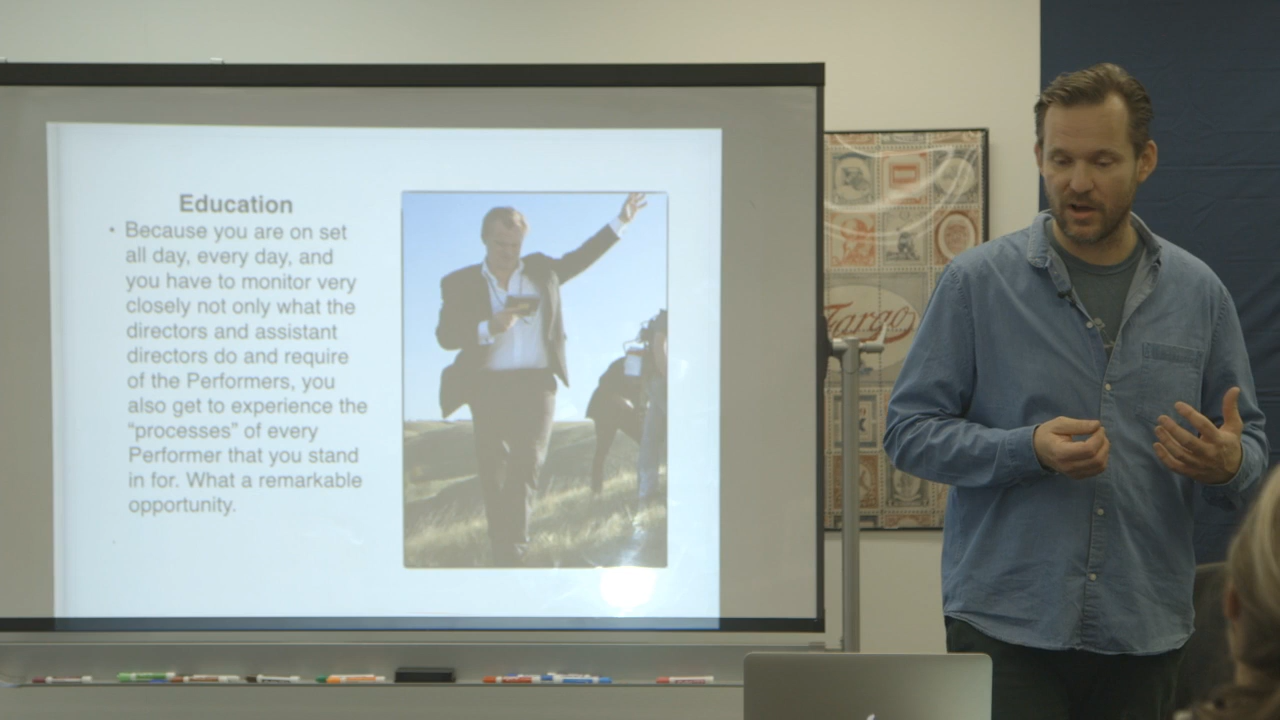 Education
• Because you are on set
all day, every day, and
you have to monitor very
closely not only what the
directors and assistant
directors do and require
of the Performers, you
also get to experience the
“processes” of every
Performer that you stand
in for. What a remarkable
opportunity.
Fargo